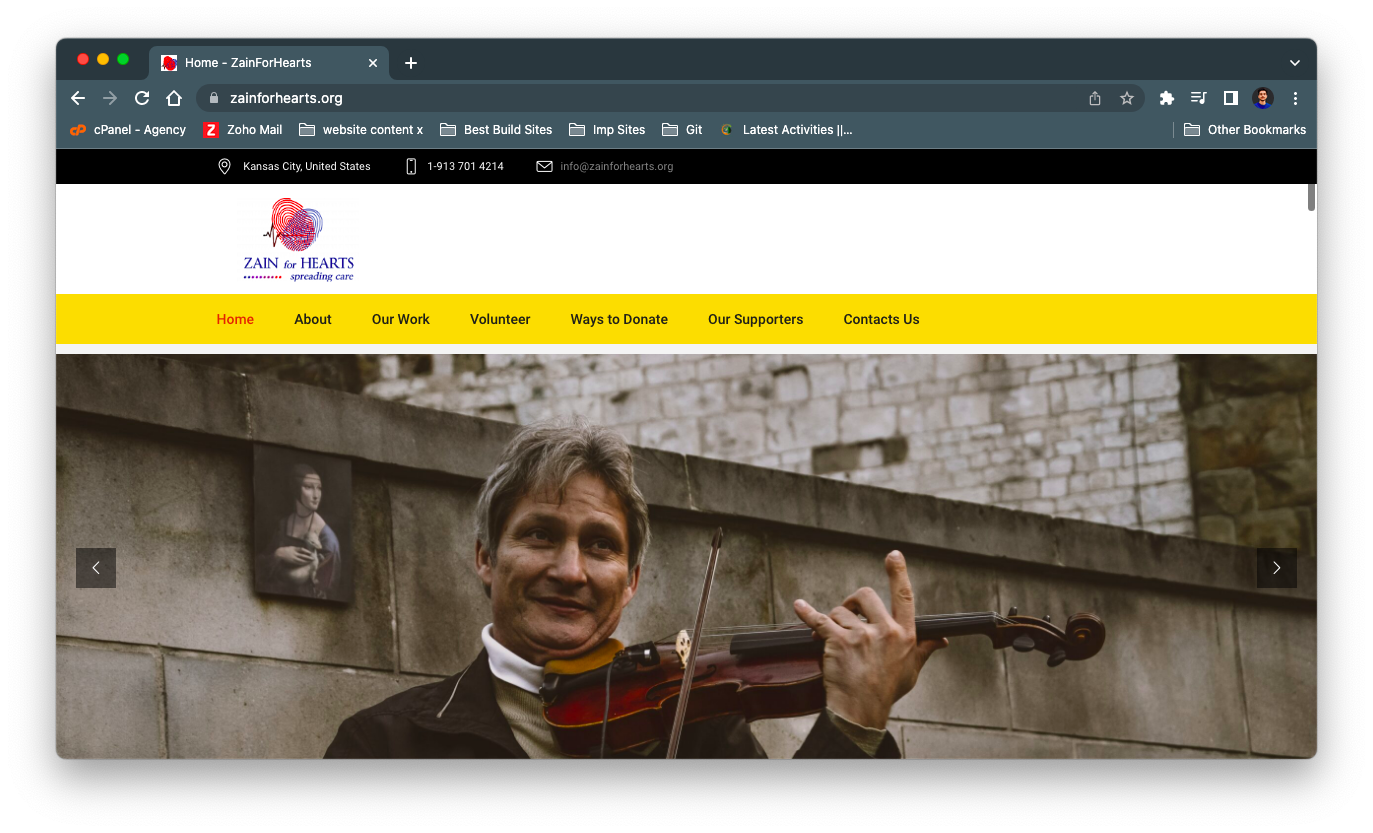 Home - ZainForHearts
zainforhearts.org
cPanel - Agency Zoho Mail website content x Best Build Sites Imp Sites Git Latest Activities ||... Other Bookmarks
Kansas City, United States 1-913 701 4214 info@zainforhearts.org
ZAIN for HEARTS
spreading care
Home About Our Work Volunteer Ways to Donate Our Supporters Contacts Us